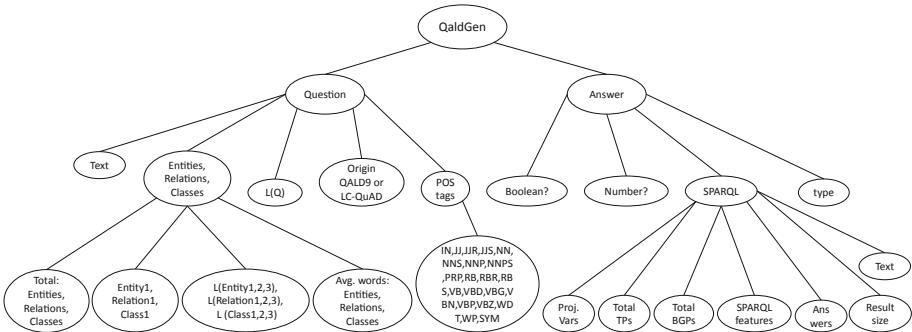 QaldGen
Question
Answer
Text
Entities,
Relations,
Classes
L(Q)
Origin
QALD9 or
LC-QuAD
POS
tags
Boolean?
Number?
SPARQL
type
Total:
Entities,
Relations,
Classes
Entity1,
Relation1,
Class1
L(Entity1,2,3),
L(Relation1,2,3),
L (Class1,2,3)
Avg. words:
Entities,
Relations,
Classes
IN,JJ,JJR,JJS,NN,
NNS,NNP,NNPS
,PRP,RB,RBR,RB
S,VB,VBD,VBG,V
BN,VBP,VBZ,WD
T,WP,SYM
Proj.
Vars
Total
TPs
Total
BGPs
SPARQL
features
Ans
wers
Result
size
Text